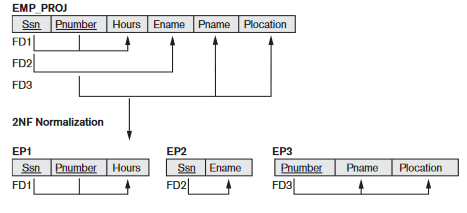 EMP_PROJ
Ssn Pnumber Hours Ename Pname Plocation
FD1
FD2
FD3
2NF Normalization
EP1 EP2 EP3
Ssn Pnumber Hours Ssn Ename Pnumber Pname Plocation
FD1 FD2 FD3